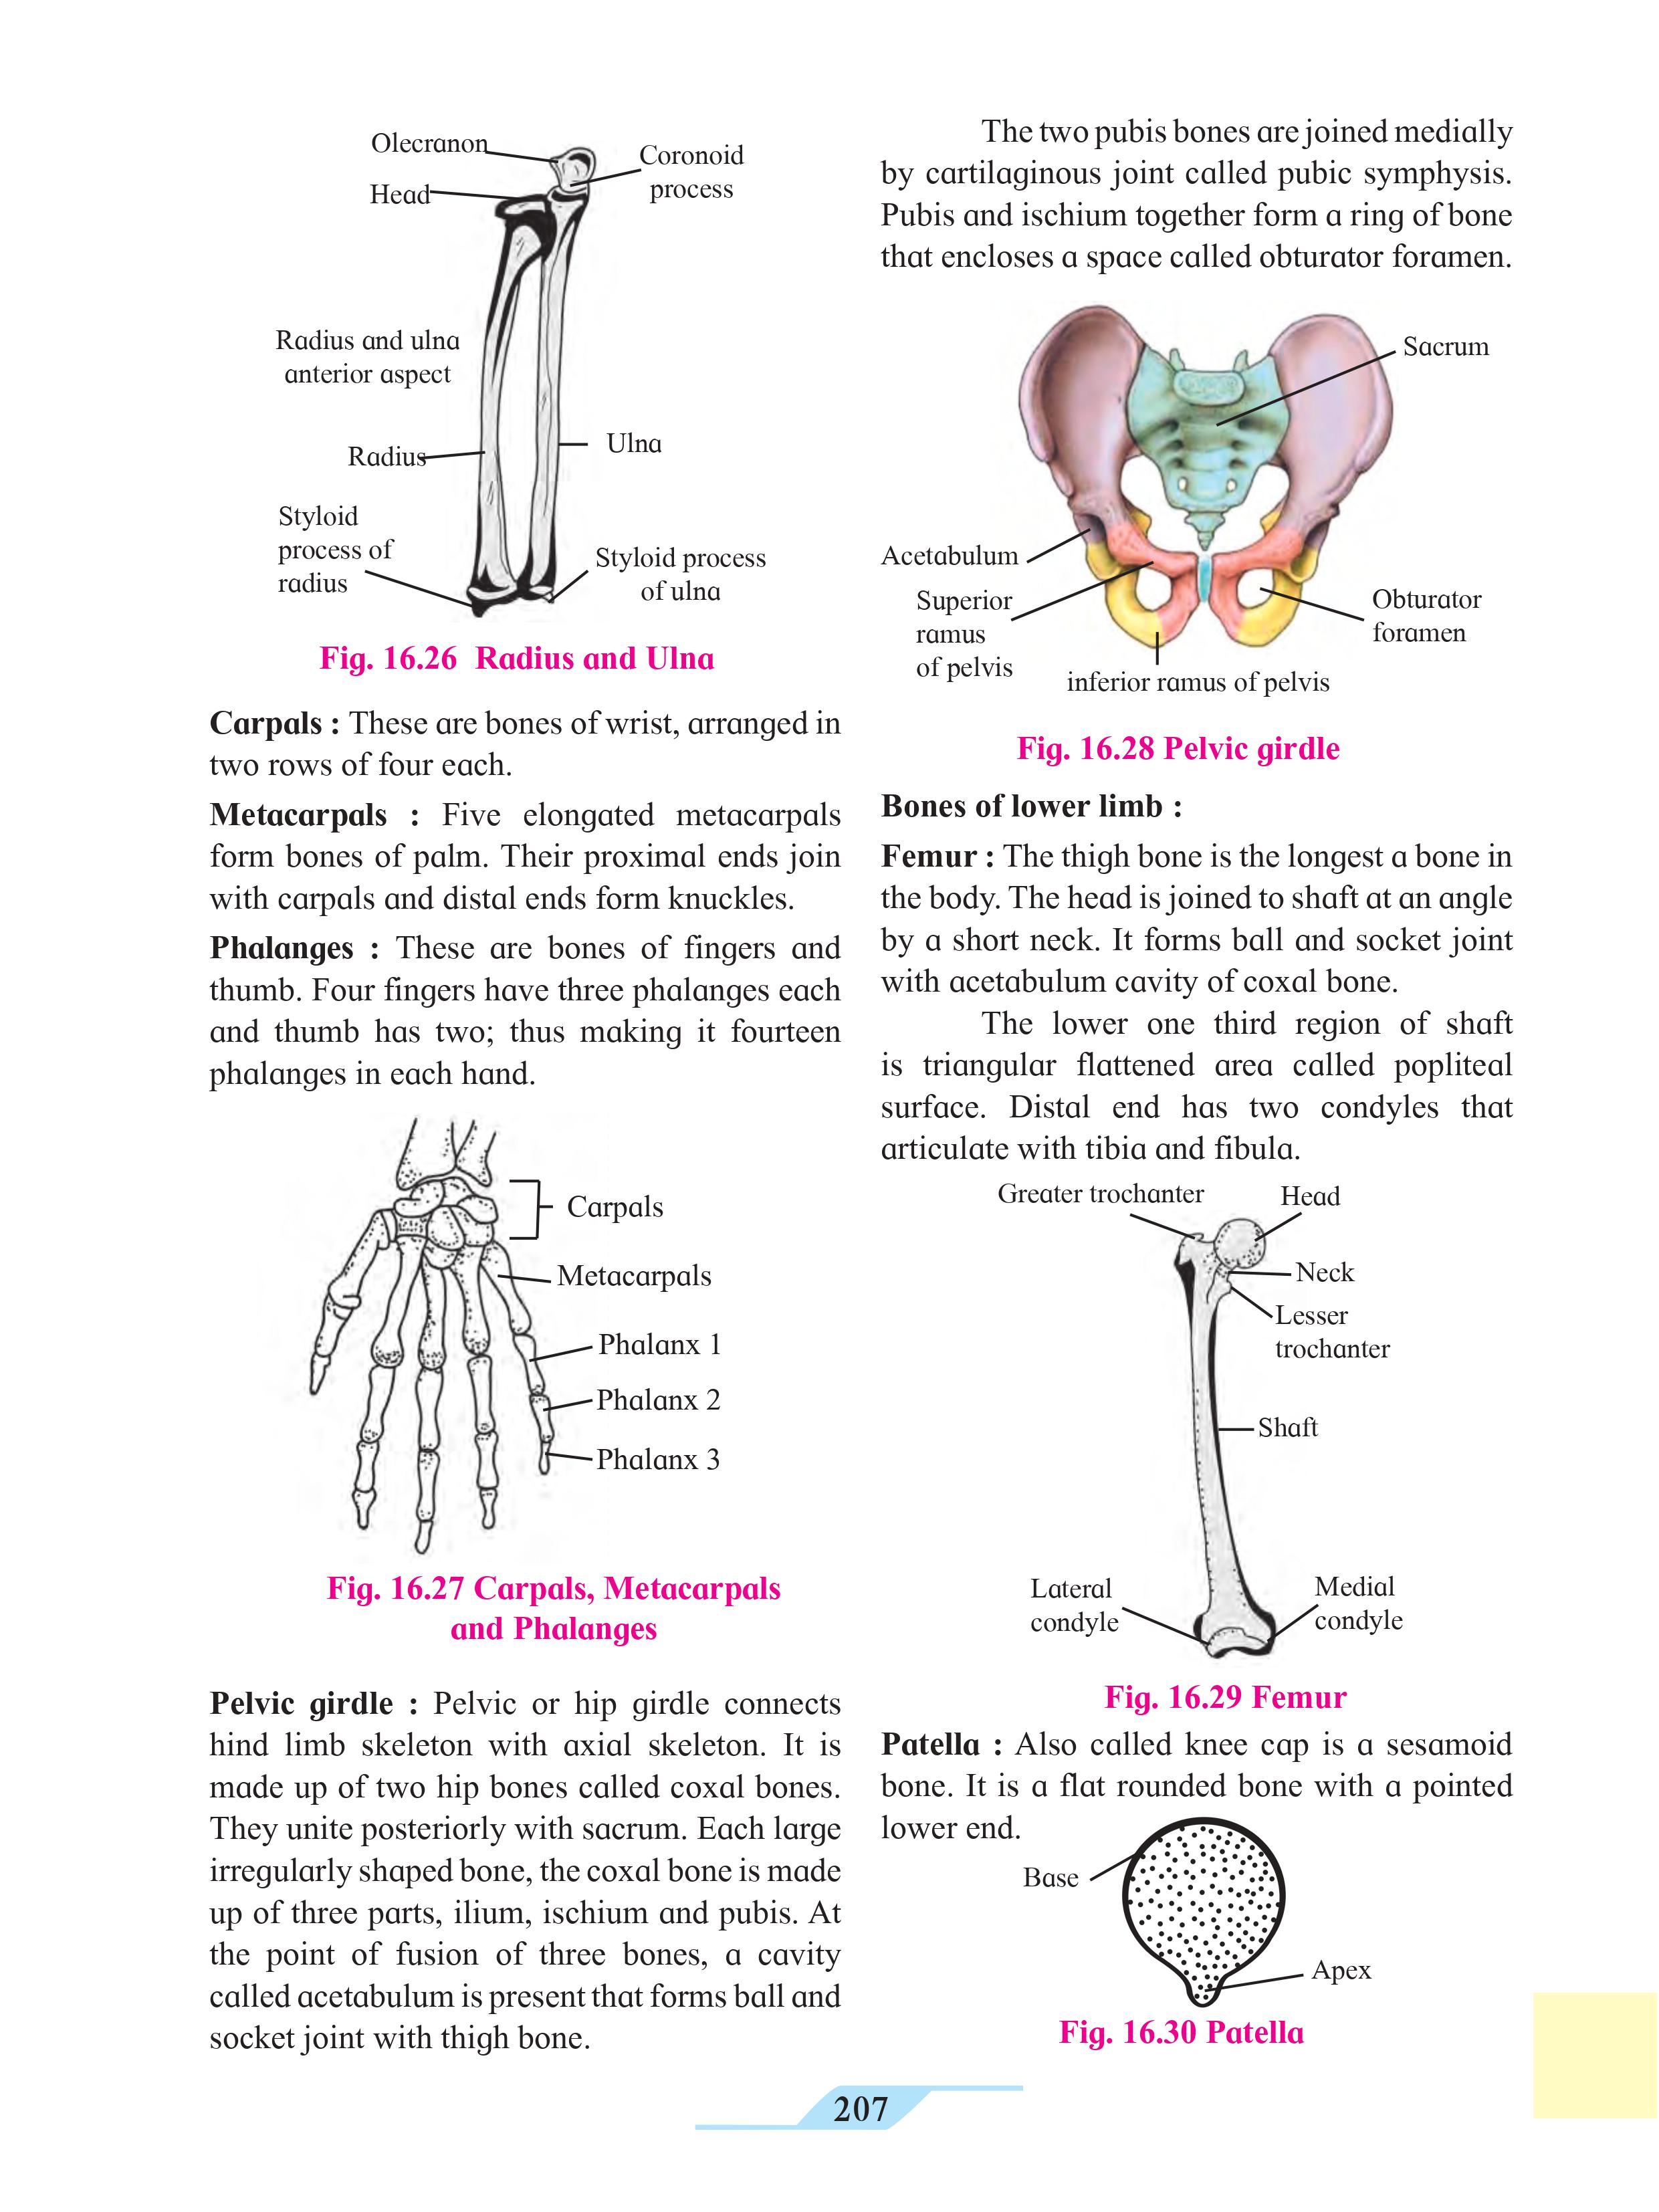 Olecranon
Coronoid
process
Head
Radius and ulna
anterior aspect
Radius
Ulna
Styloid
process of
radius
Styloid process
of ulna
Fig. 16.26  Radius and Ulna
Carpals : These are bones of wrist, arranged in
two rows of four each.
Metacarpals : Five elongated metacarpals
form bones of palm. Their proximal ends join
with carpals and distal ends form knuckles.
Phalanges : These are bones of fingers and
thumb. Four fingers have three phalanges each
and thumb has two; thus making it fourteen
phalanges in each hand.
Carpals
Metacarpals
Phalanx 1
Phalanx 2
Phalanx 3
Fig. 16.27 Carpals, Metacarpals
and Phalanges
Pelvic girdle : Pelvic or hip girdle connects
hind limb skeleton with axial skeleton. It is
made up of two hip bones called coxal bones.
They unite posteriorly with sacrum. Each large
irregularly shaped bone, the coxal bone is made
up of three parts, ilium, ischium and pubis. At
the point of fusion of three bones, a cavity
called acetabulum is present that forms ball and
socket joint with thigh bone.
The two pubis bones are joined medially
by cartilaginous joint called pubic symphysis.
Pubis and ischium together form a ring of bone
that encloses a space called obturator foramen.
Sacrum
Acetabulum
Superior
ramus
of pelvis
Obturator
foramen
inferior ramus of pelvis
Fig. 16.28 Pelvic girdle
Bones of lower limb :
Femur : The thigh bone is the longest a bone in
the body. The head is joined to shaft at an angle
by a short neck. It forms ball and socket joint
with acetabulum cavity of coxal bone.
The lower one third region of shaft
is triangular flattened area called popliteal
surface. Distal end has two condyles that
articulate with tibia and fibula.
Greater trochanter
Head
Neck
Lesser
trochanter
Shaft
Lateral
condyle
Medial
condyle
Fig. 16.29 Femur
Patella : Also called knee cap is a sesamoid
bone. It is a flat rounded bone with a pointed
lower end.
Base
Apex
Fig. 16.30 Patella
207